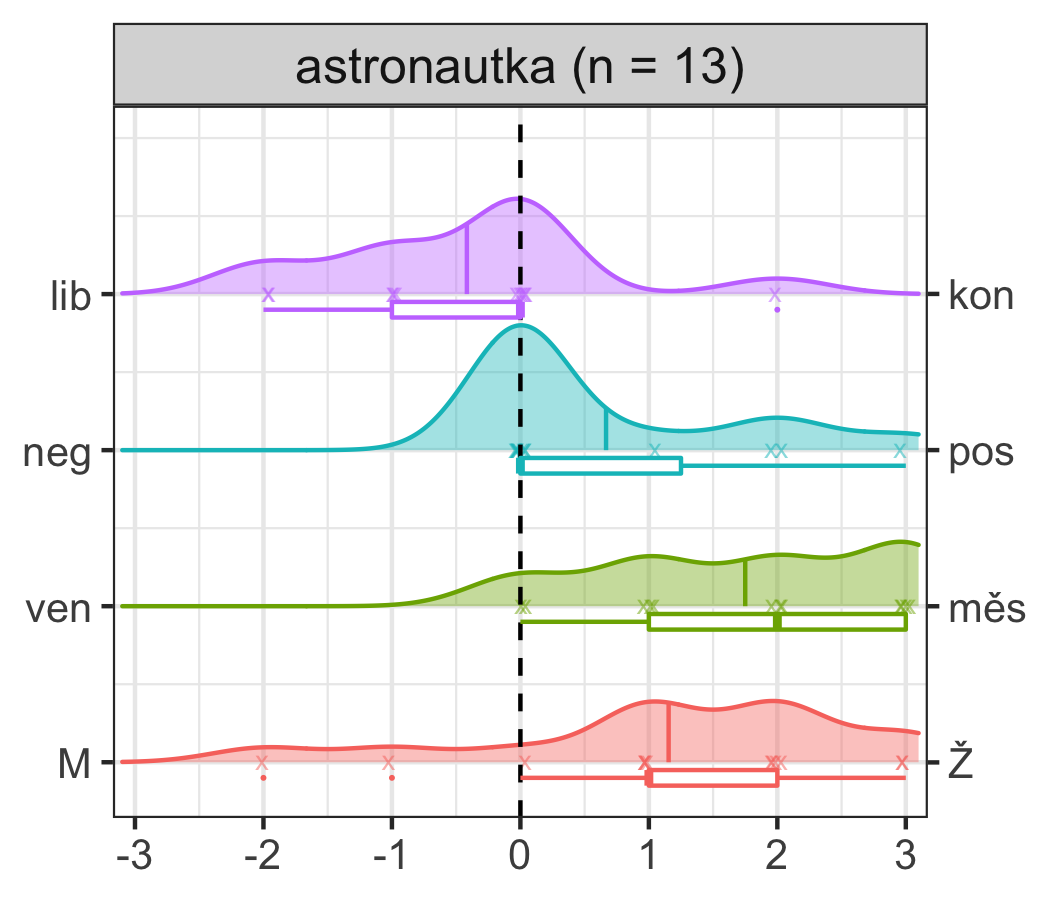 astronautka (n = 13)
lib kon
neg pos
ven měs
M Ž
-3 -2 -1 0 1 2 3